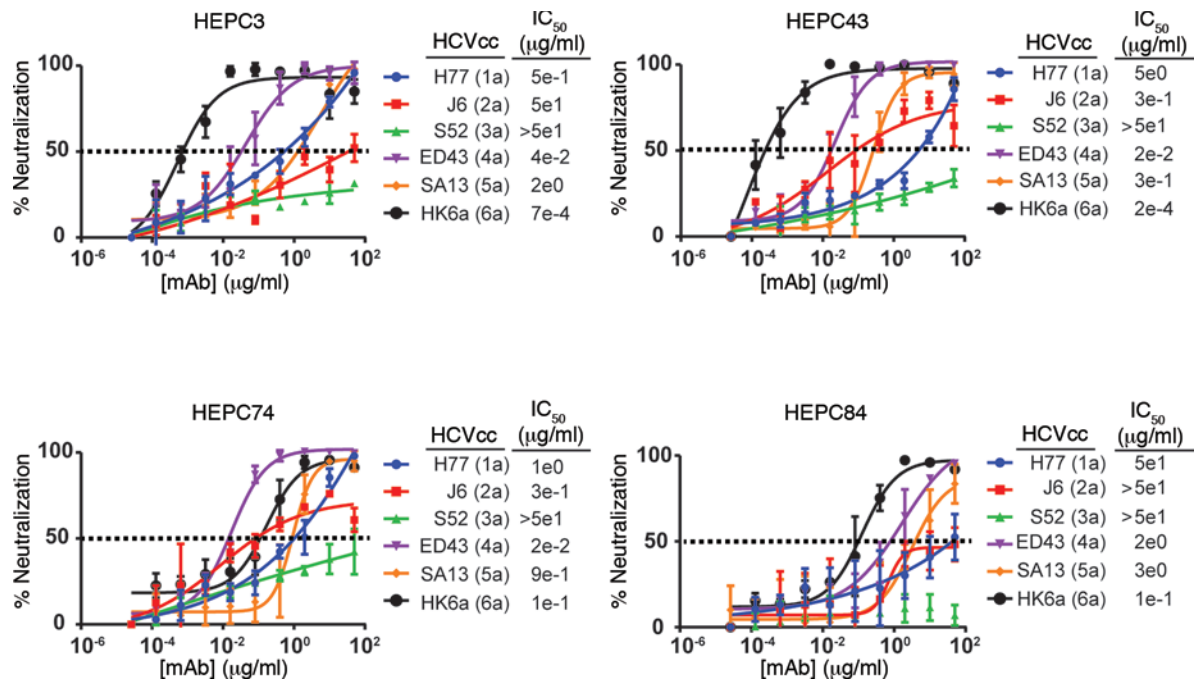 HEPC3
% Neutralization
100
50
0
10-6
10-4
10-2
100
102
[mAb] (μg/ml)
HCVcc IC50 (μg/ml)
H77 (1a) 5e-1
J6 (2a) 5e1
S52 (3a) >5e1
ED43 (4a) 4e-2
SA13 (5a) 2e0
HK6a (6a) 7e-4
HEPC43
% Neutralization
100
50
0
10-6
10-4
10-2
100
102
[mAb] (μg/ml)
HCVcc IC50 (μg/ml)
H77 (1a) 5e0
J6 (2a) 3e-1
S52 (3a) >5e1
ED43 (4a) 2e-2
SA13 (5a) 3e-1
HK6a (6a) 2e-4
HEPC74
% Neutralization
100
50
0
10-6
10-4
10-2
100
102
[mAb] (μg/ml)
HCVcc IC50 (μg/ml)
H77 (1a) 1e0
J6 (2a) 3e-1
S52 (3a) >5e1
ED43 (4a) 2e-2
SA13 (5a) 9e-1
HK6a (6a) 1e-1
HEPC84
% Neutralization
100
50
0
10-6
10-4
10-2
100
102
[mAb] (μg/ml)
HCVcc IC50 (μg/ml)
H77 (1a) 5e1
J6 (2a) >5e1
S52 (3a) >5e1
ED43 (4a) 2e0
SA13 (5a) 3e0
HK6a (6a) 1e-1